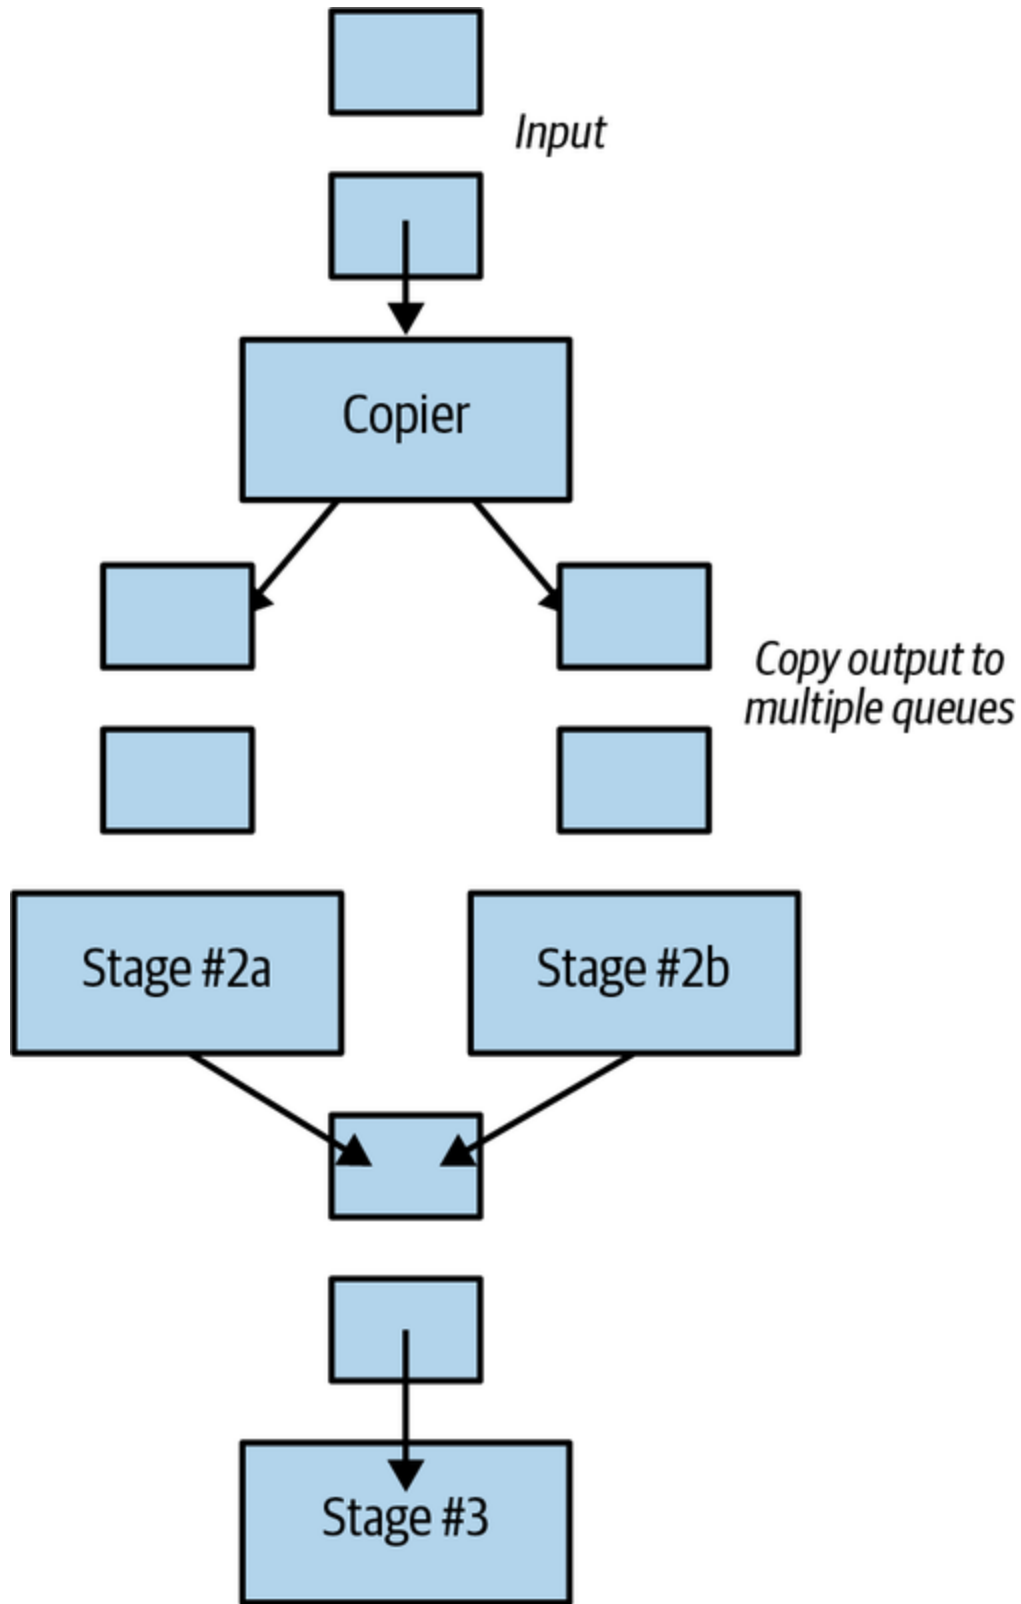 Input
Copier
Copy output to
multiple queues
Stage #2a
Stage #2b
Stage #3